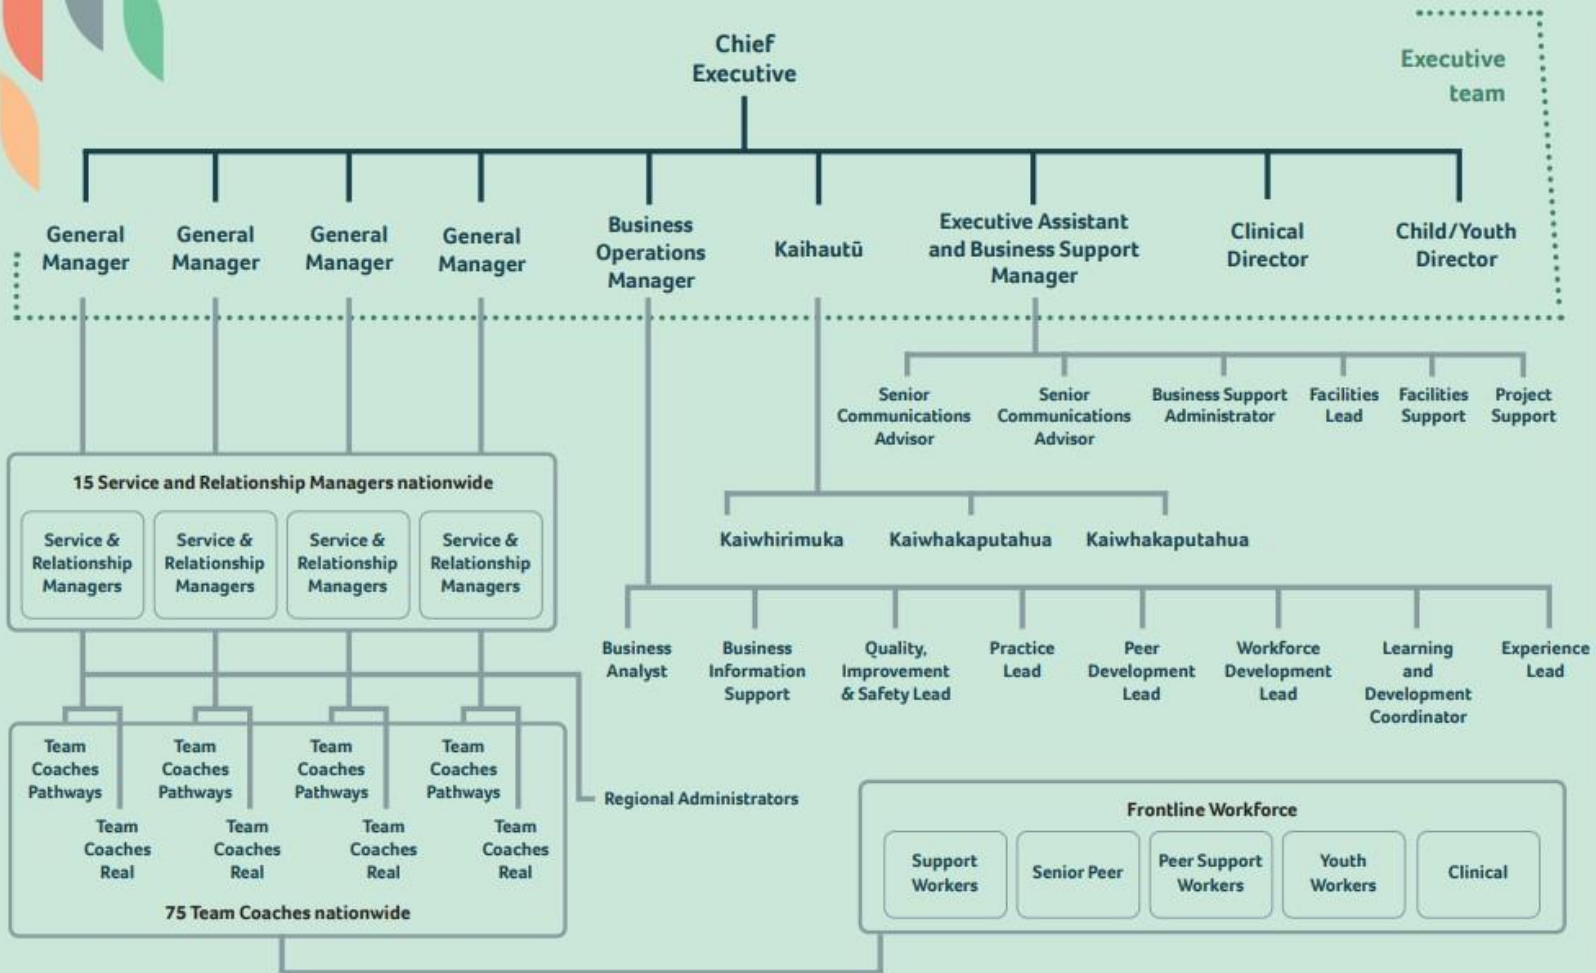 Chief
Executive
Executive
team
General
Manager
General
Manager
General
Manager
General
Manager
Business
Operations
Manager
Kaihautū
Executive Assistant
and Business Support
Manager
Clinical
Director
Child/Youth
Director
Senior
Communications
Advisor
Senior
Communications
Advisor
Business Support
Administrator
Facilities
Lead
Facilities
Support
Project
Support
15 Service and Relationship Managers nationwide
Service &
Relationship
Managers
Service &
Relationship
Managers
Service &
Relationship
Managers
Service &
Relationship
Managers
Kaiwhirimuka
Kaiwhakaputahua
Kaiwhakaputahua
Business
Analyst
Business
Information
Support
Quality,
Improvement
& Safety Lead
Practice
Lead
Peer
Development
Lead
Workforce
Development
Lead
Learning
and
Development
Coordinator
Experience
Lead
Team
Coaches
Pathways
Team
Coaches
Pathways
Team
Coaches
Pathways
Team
Coaches
Pathways
Team
Coaches
Real
Team
Coaches
Real
Team
Coaches
Real
Team
Coaches
Real
75 Team Coaches nationwide
Regional Administrators
Frontline Workforce
Support
Workers
Senior Peer
Peer Support
Workers
Youth
Workers
Clinical